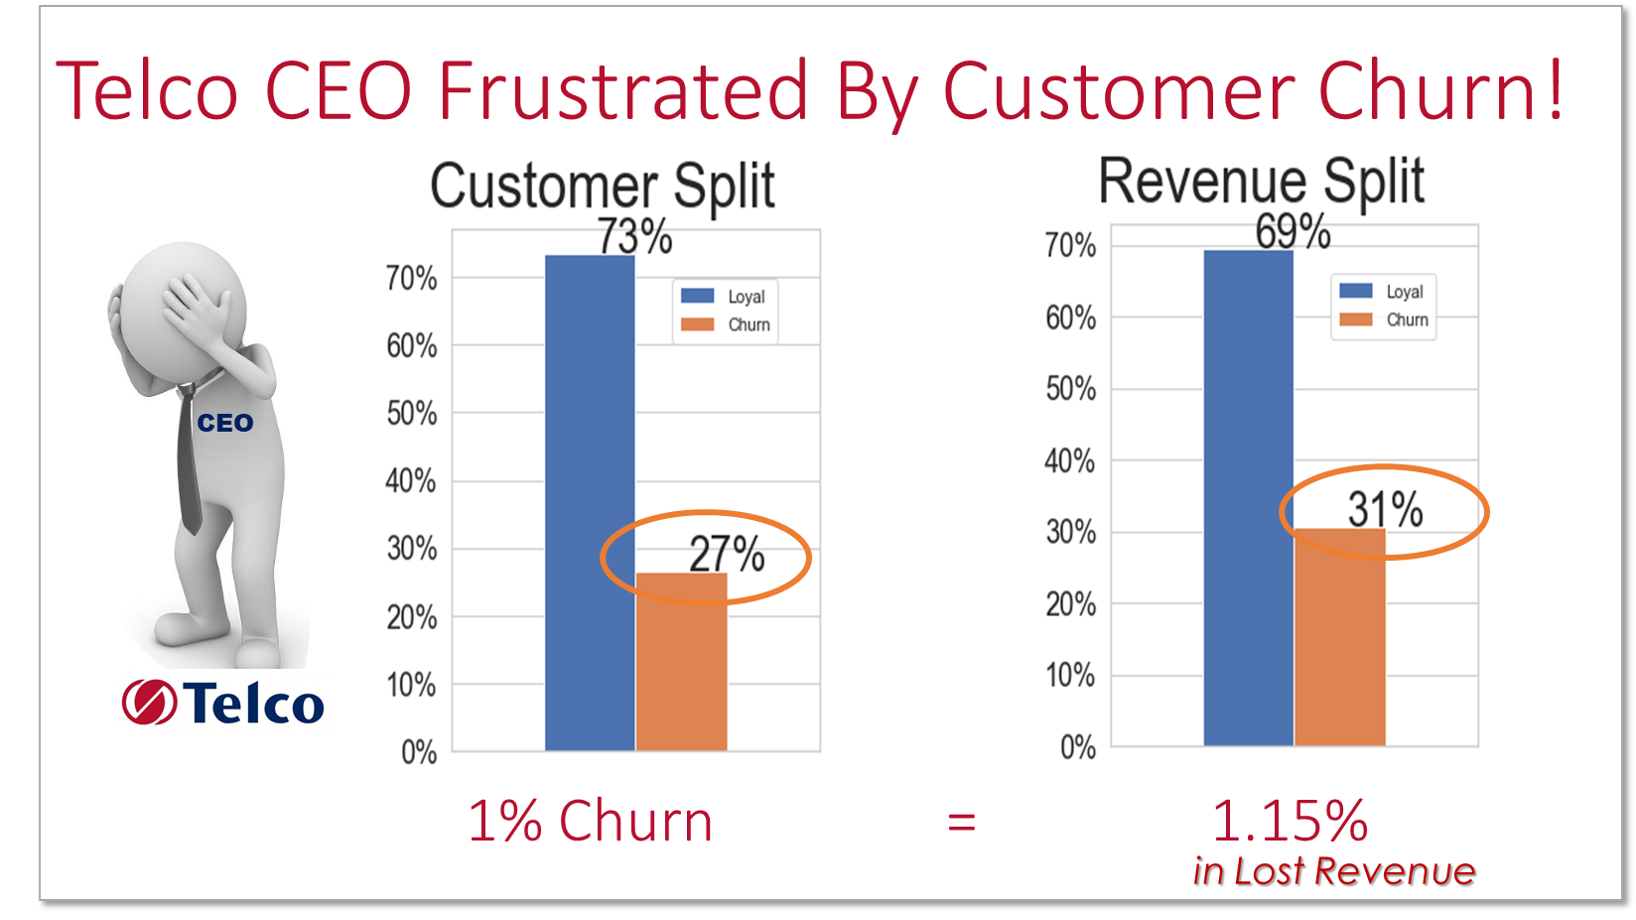 Telco CEO Frustrated By Customer Churn!
Customer Split
73%
70%
60%
50%
40%
30%
20%
10%
0%
Loyal
Churn
27%
Revenue Split
69%
70%
60%
50%
40%
30%
20%
10%
0%
Loyal
Churn
31%
CEO
Telco
1% Churn = 1.15%
in Lost Revenue